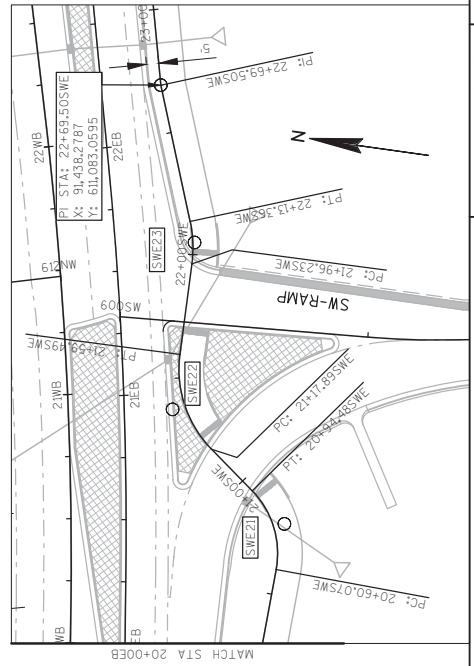 22WB
23+00
5'
PI STA: 22+69.50SWE
X: 91,438.2787
Y: 611,083.0595
22EB
PI: 22+69.50SWE
N
612NW
SWE23
22+00SWE
PT: 22+13.36SWE
PC: 21+96.23SWE
WS009
SW-RAMP
PT: 21+59.49SWE
21WB
21EB
SWE22
PC: 21+17.89SWE
PT: 20+94.48SWE
21+00SWE
SWE21
PC: 20+60.07SWE
WB
EB
MATCH STA 20+00EB